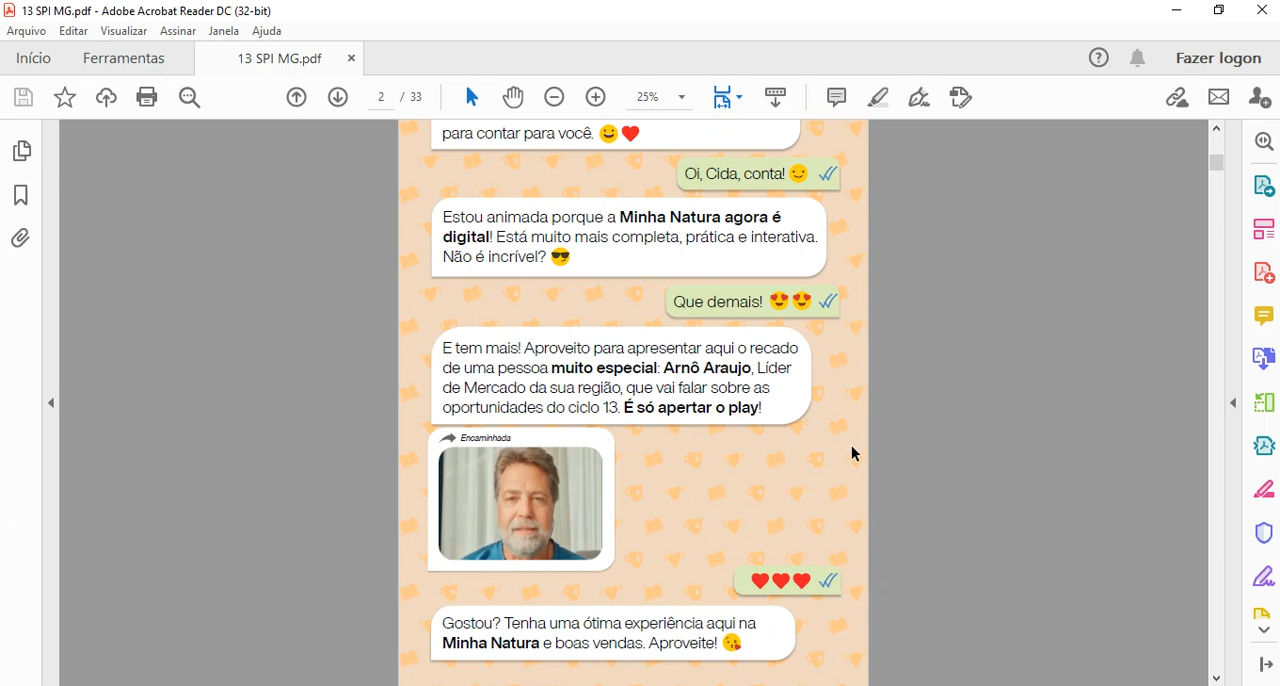 13 SPI MG.pdf - Adobe Acrobat Reader DC (32-bit)
Arquivo Editar Visualizar Assinar Janela Ajuda
Início Ferramentas 13 SPI MG.pdf Fazer logon
2 / 33 25%
para contar para você. 😀❤️
Oi, Cida, conta! 😉
Estou animada porque a Minha Natura agora é
digital! Está muito mais completa, prática e interativa.
Não é incrível? 😎
Que demais! 😍😍
E tem mais! Aproveito para apresentar aqui o recado
de uma pessoa muito especial: Arnô Araujo, Líder
de Mercado da sua região, que vai falar sobre as
oportunidades do ciclo 13. É só apertar o play!
Encaminhada
❤️❤️❤️
Gostou? Tenha uma ótima experiência aqui na
Minha Natura e boas vendas. Aproveite! 😘